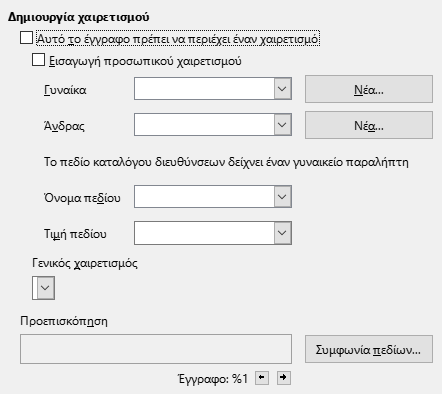 Δημιουργία χαιρετισμού
Αυτό το έγγραφο πρέπει να περιέχει έναν χαιρετισμό
Εισαγωγή προσωπικού χαιρετισμού
Γυναίκα
Νέα...
Άνδρας
Νέα...
Το πεδίο καταλόγου διευθύνσεων δείχνει έναν γυναικείο παραλήπτη
Όνομα πεδίου
Τιμή πεδίου
Γενικός χαιρετισμός
Προεπισκόπηση
Συμφωνία πεδίων...
Έγγραφο: %1